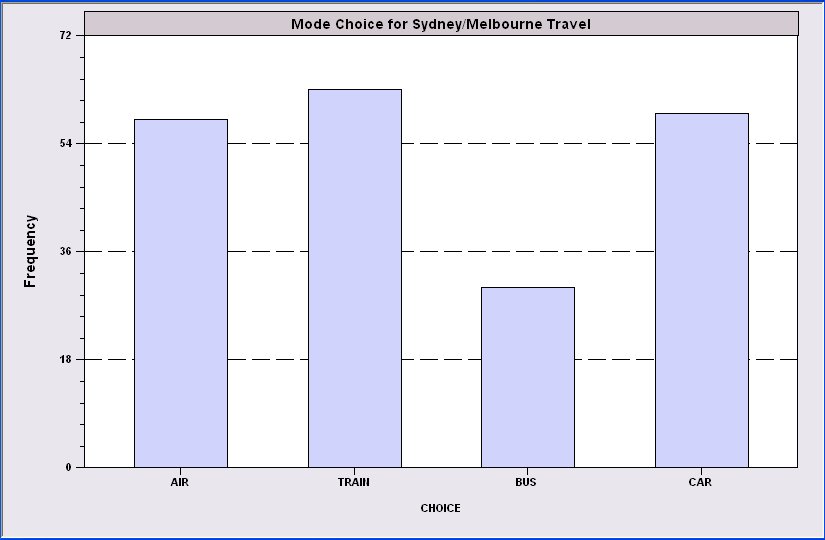 Mode Choice for Sydney/Melbourne Travel
72
54
36
18
0
Frequency
AIR TRAIN BUS CAR
CHOICE